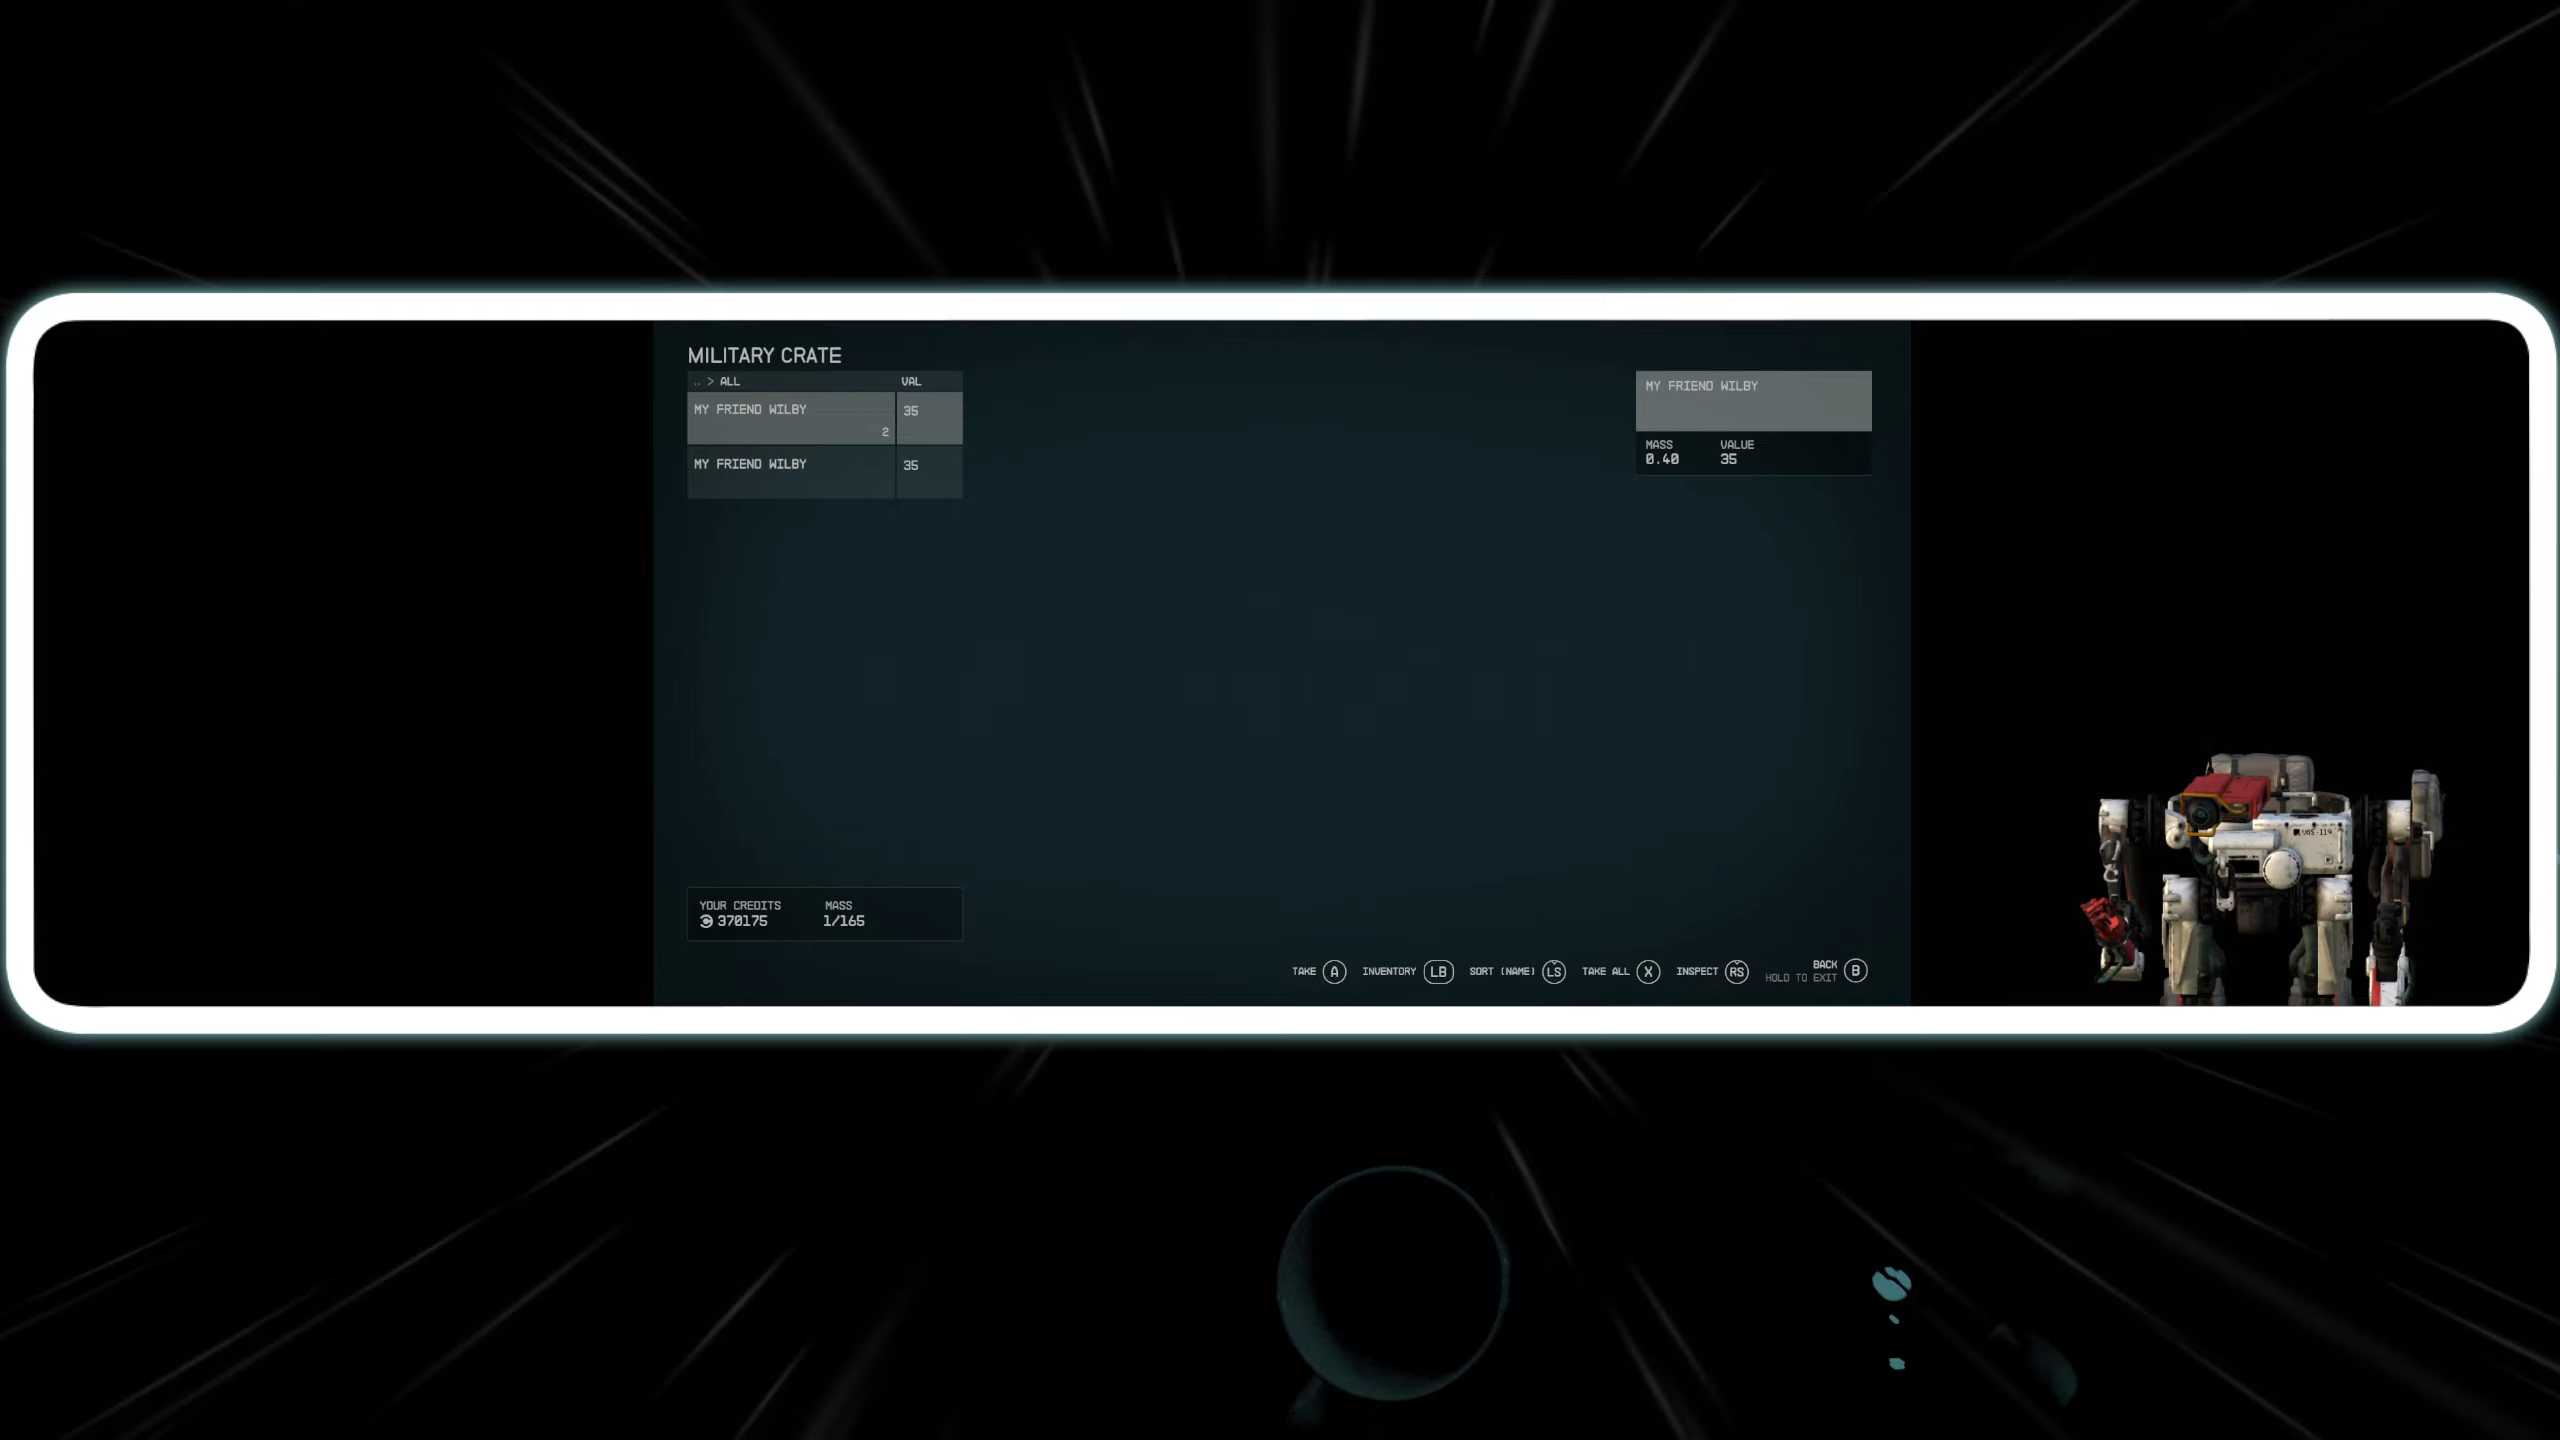 MILITARY CRATE
.. > ALL VAL
MY FRIEND WILBY 35
2
MY FRIEND WILBY 35
MY FRIEND WILBY
MASS VALUE
0.40 35
YOUR CREDITS MASS
370175 1/165
TAKE A INVENTORY LB SORT (NAME) LS TAKE ALL X INSPECT RS BACK B
HOLD TO EXIT